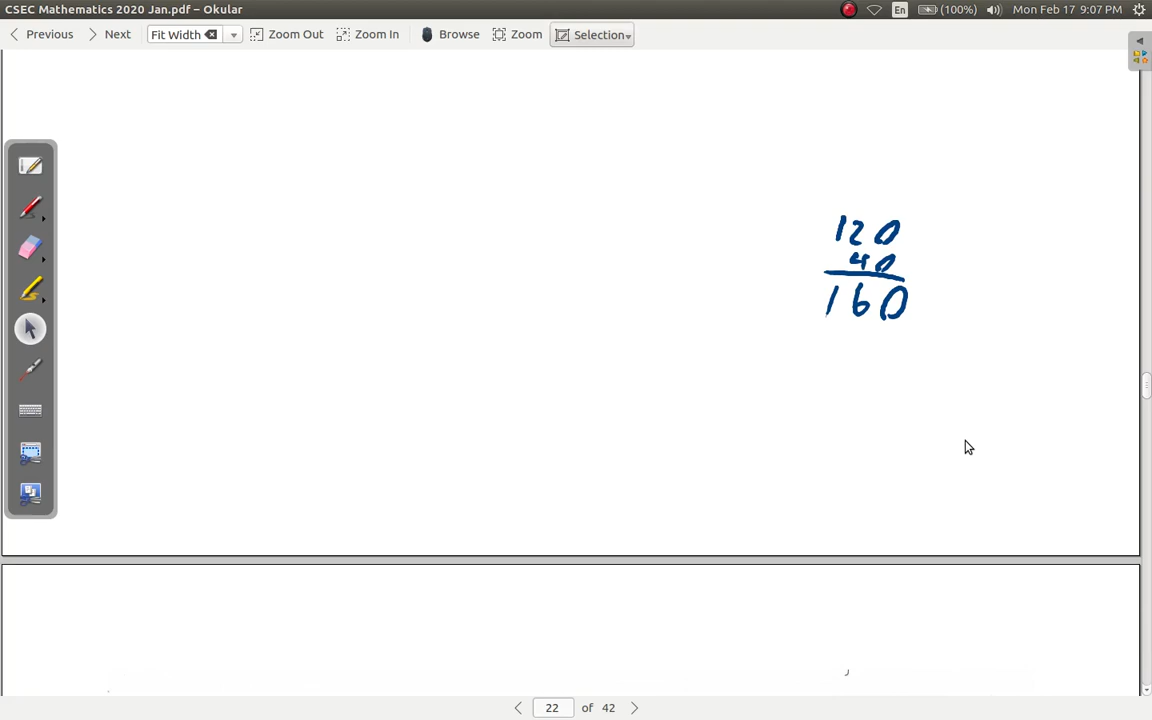 CSEC Mathematics 2020 Jan.pdf – Okular
En (100%) Mon Feb 17 9:07 PM
Previous Next Fit Width Zoom Out Zoom In Browse Zoom Selection
120
40
160
22 of 42